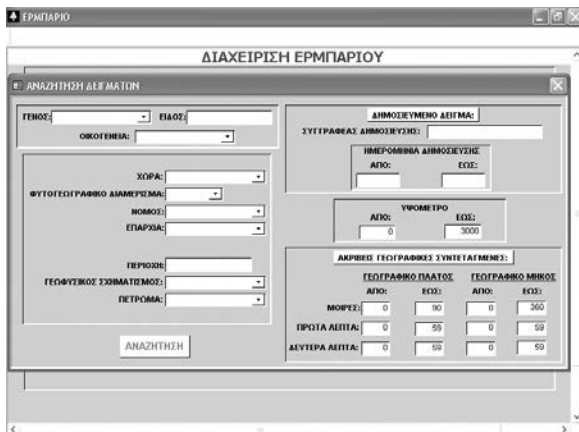 ΕΡΜΠΑΡΙΟ
ΔΙΑΧΕΙΡΙΣΗ ΕΡΜΠΑΡΙΟΥ
ΑΝΑΖΗΤΗΣΗ ΔΕΙΓΜΑΤΩΝ
ΓΕΝΟΣ: ΕΙΔΟΣ:
ΟΙΚΟΓΕΝΕΙΑ:
ΧΩΡΑ:
ΦΥΤΟΓΕΩΓΡΑΦΙΚΟ ΔΙΑΜΕΡΙΣΜΑ:
ΝΟΜΟΣ:
ΕΠΑΡΧΙΑ:
ΠΕΡΙΟΧΗ:
ΓΕΩΦΥΣΙΚΟΣ ΣΧΗΜΑΤΙΣΜΟΣ:
ΠΕΤΡΩΜΑ:
ΑΝΑΖΗΤΗΣΗ
ΔΗΜΟΣΙΕΥΜΕΝΟ ΔΕΙΓΜΑ:
ΣΥΓΓΡΑΦΕΑΣ ΔΗΜΟΣΙΕΥΣΗΣ:
ΗΜΕΡΟΜΗΝΙΑ ΔΗΜΟΣΙΕΥΣΗΣ
ΑΠΟ: ΕΩΣ:
ΥΨΟΜΕΤΡΟ
ΑΠΟ: ΕΩΣ:
0 3000
ΑΚΡΙΒΕΙΣ ΓΕΩΓΡΑΦΙΚΕΣ ΣΥΝΤΕΤΑΓΜΕΝΕΣ:
ΓΕΩΓΡΑΦΙΚΟ ΠΛΑΤΟΣ ΓΕΩΓΡΑΦΙΚΟ ΜΗΚΟΣ
ΑΠΟ: ΕΩΣ: ΑΠΟ: ΕΩΣ:
ΜΟΙΡΕΣ: 0 90 0 360
ΠΡΩΤΑ ΛΕΠΤΑ: 0 59 0 59
ΔΕΥΤΕΡΑ ΛΕΠΤΑ: 0 59 0 59